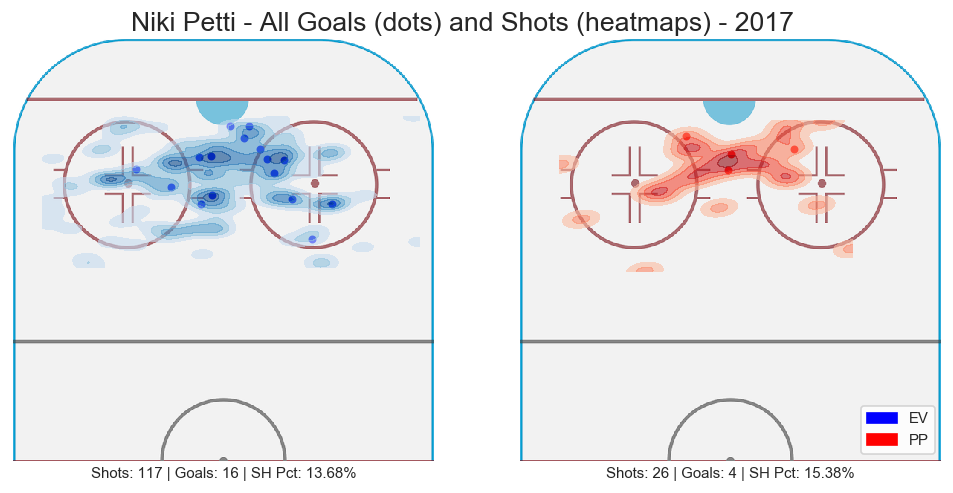 Niki Petti - All Goals (dots) and Shots (heatmaps) - 2017
EV
PP
Shots: 117 | Goals: 16 | SH Pct: 13.68%
Shots: 26 | Goals: 4 | SH Pct: 15.38%